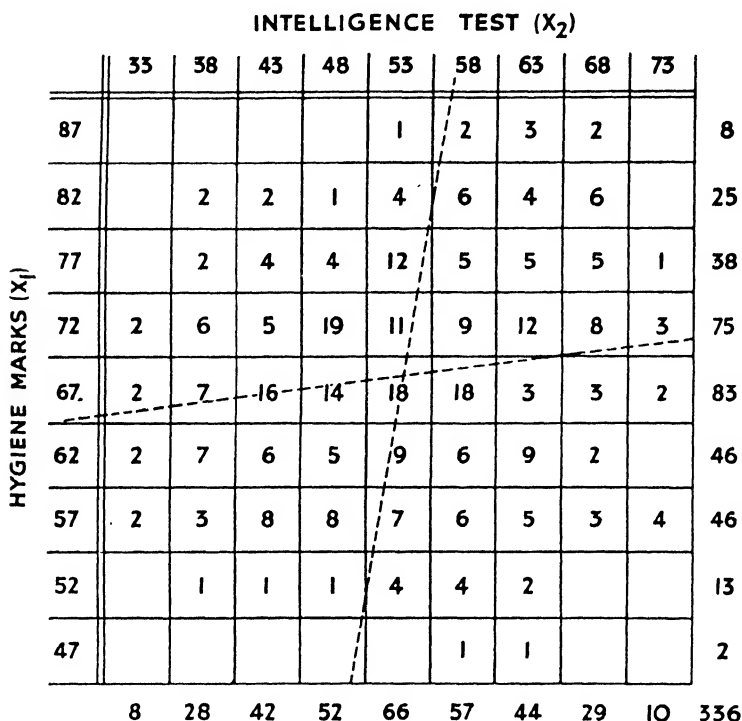 INTELLIGENCE TEST (X2)
33 38 43 48 53 58 63 68 73
87 1 2 3 2 8
82 2 2 1 4 6 4 6 25
77 2 4 4 12 5 5 5 1 38
72 2 6 5 19 11 9 12 8 3 75
67. 2 7 16 14 18 18 3 3 2 83
62 2 7 6 5 9 6 9 2 46
57 2 3 8 8 7 6 5 3 4 46
52 1 1 1 4 4 2 13
47 1 1 2
8 28 42 52 66 57 44 29 10 336
HYGIENE MARKS (X1)